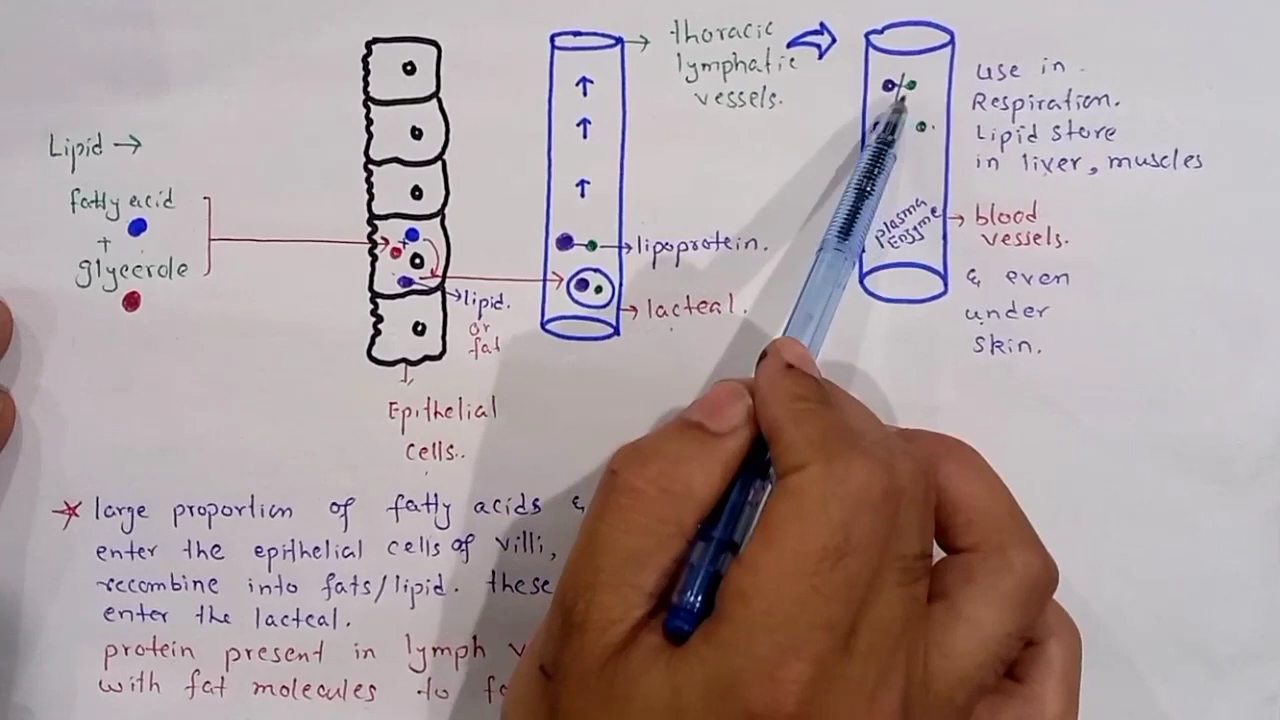 Lipid →
fatty acid
+
glycerole
+
lipid.
or
fat
Epithelial
cells..
thoracic
lymphatic
vessels.
lipoprotein.
lacteal.
plasma
Enzyme
use in
Respiration.
Lipid store
in liver, muscles
blood
vessels.
& even
under
skin.
large proportion of fatty acids &
enter the epithelial cells of villi,
recombine into fats/lipid. these
enter the lacteal.
protein present in lymph
with fat molecules to